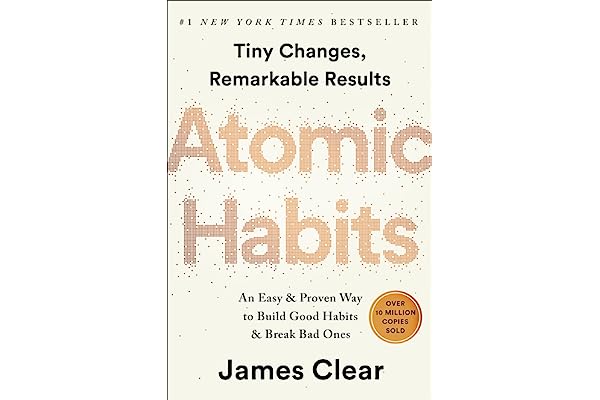 #1 NEW YORK TIMES BESTSELLER
Tiny Changes,
Remarkable Results
Atomic
Habits
An Easy & Proven Way
to Build Good Habits
& Break Bad Ones
OVER
10 MILLION
COPIES
SOLD
James Clear